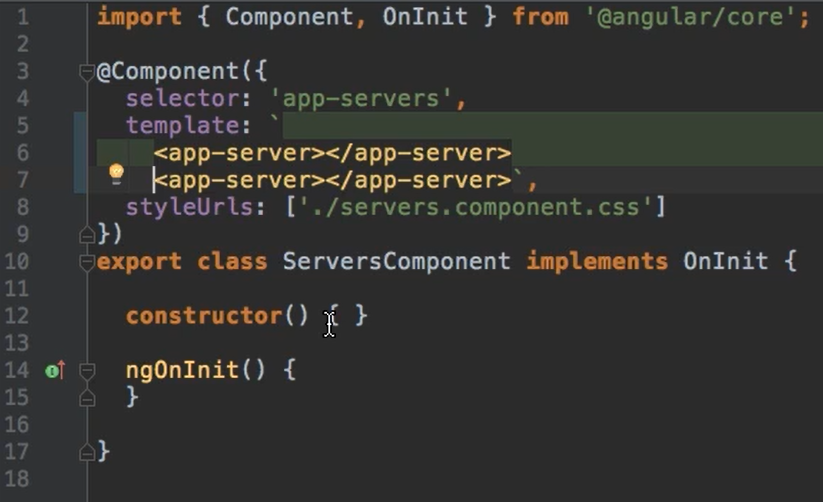 1 import { Component, OnInit } from '@angular/core';
2
3 @Component({
4 selector: 'app-servers',
5 template: `
6 <app-server></app-server>
7 <app-server></app-server>`,
8 styleUrls: ['./servers.component.css']
9 })
10 export class ServersComponent implements OnInit {
11
12 constructor() { }
13
14 ngOnInit() {
15 }
16
17 }
18